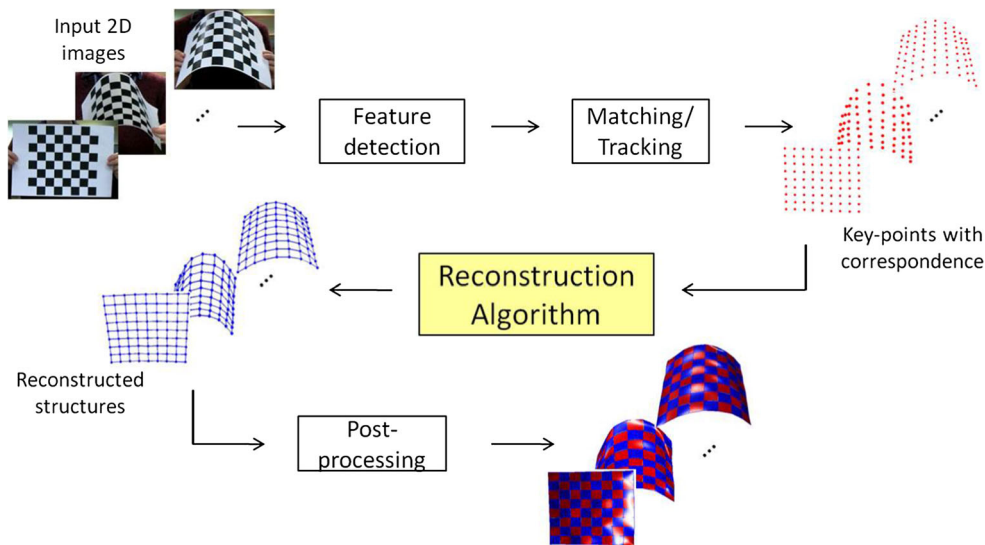 Input 2D
images
Feature
detection
Matching/
Tracking
Key-points with
correspondence
Reconstruction
Algorithm
Reconstructed
structures
Post-
processing